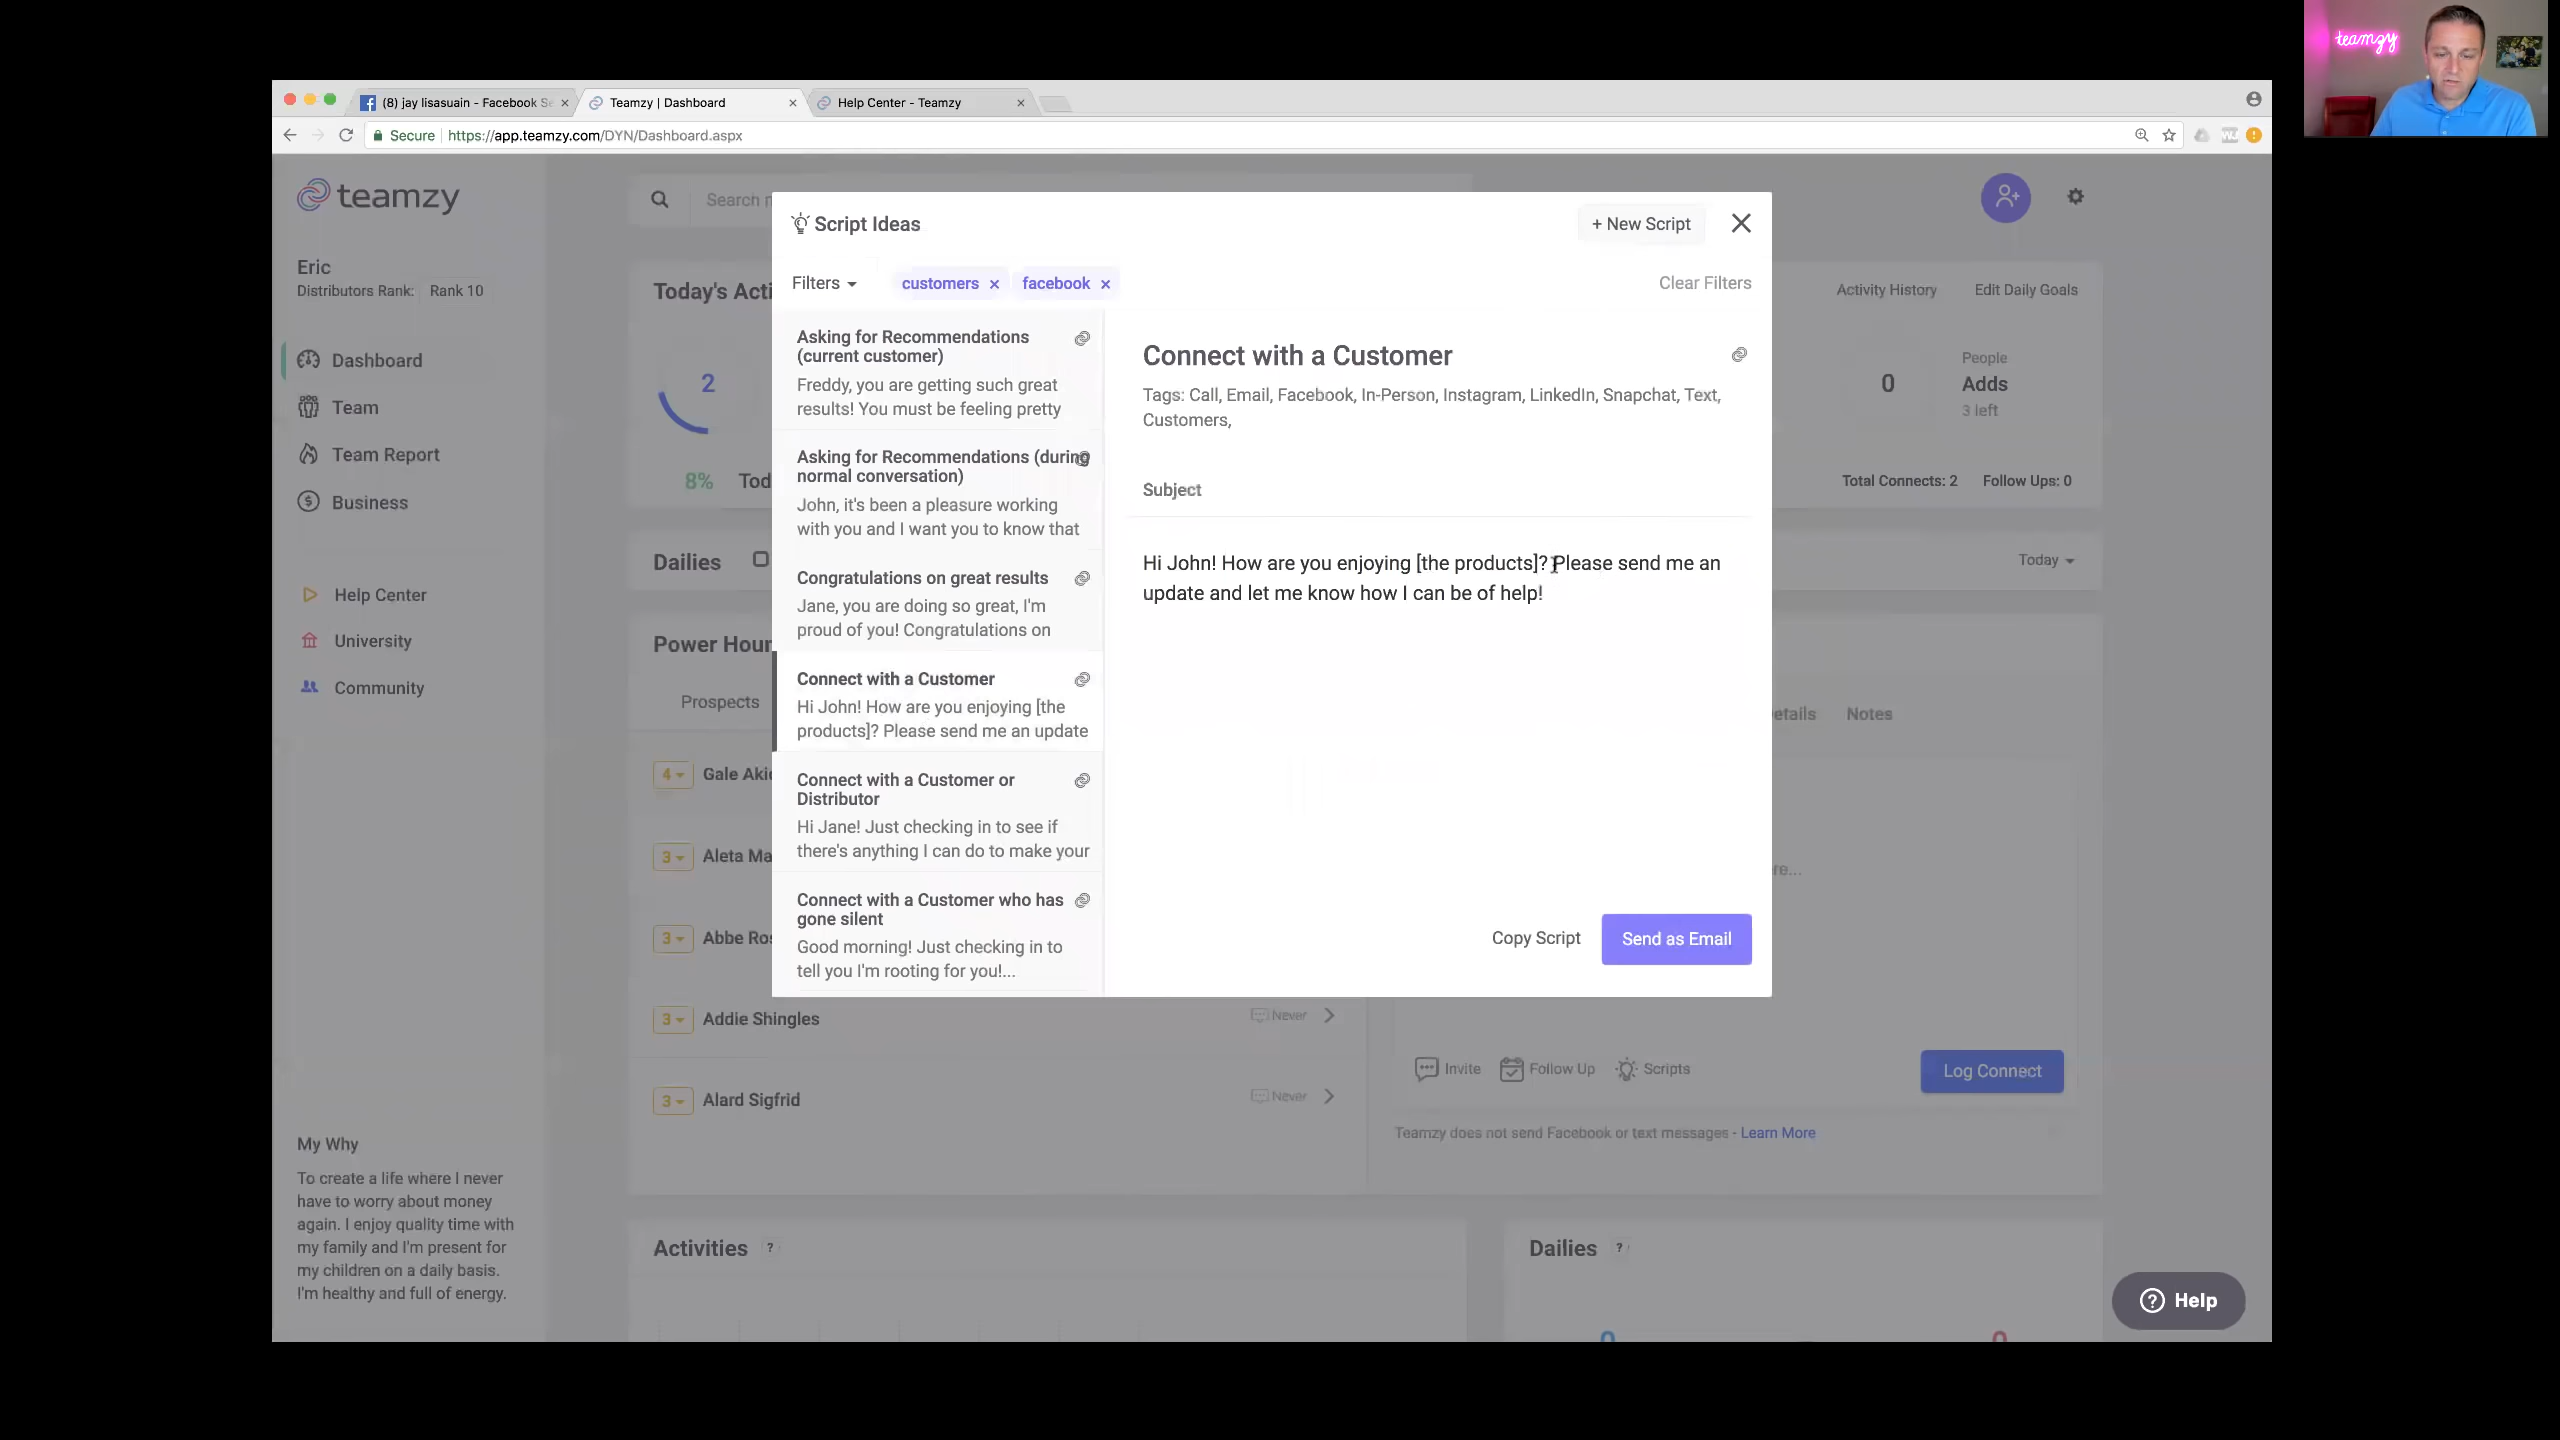 teamzy
(8) jay lisasuain - Facebook Se
Teamzy | Dashboard
Help Center - Teamzy
Secure
https://app.teamzy.com/DYN/Dashboard.aspx
teamzy
Search
Eric
Distributors Rank:
Rank 10
Dashboard
Team
Team Report
Business
Help Center
University
Community
My Why
To create a life where I never
have to worry about money
again. I enjoy quality time with
my family and I'm present for
my children on a daily basis.
I'm healthy and full of energy.
Today's Acti
2
8%
Tod
Dailies
Power Hour
Prospects
4
Gale Akic
3
Aleta Ma
3
Abbe Ros
3
Addie Shingles
Never
3
Alard Sigfrid
Never
Script Ideas
+ New Script
Filters
customers
facebook
Clear Filters
Asking for Recommendations
(current customer)
Freddy, you are getting such great
results! You must be feeling pretty
Asking for Recommendations (during
normal conversation)
John, it's been a pleasure working
with you and I want you to know that
Congratulations on great results
Jane, you are doing so great, I'm
proud of you! Congratulations on
Connect with a Customer
Hi John! How are you enjoying [the
products]? Please send me an update
Connect with a Customer or
Distributor
Hi Jane! Just checking in to see if
there's anything I can do to make your
Connect with a Customer who has
gone silent
Good morning! Just checking in to
tell you I'm rooting for you!...
Connect with a Customer
Tags: Call, Email, Facebook, In-Person, Instagram, LinkedIn, Snapchat, Text,
Customers,
Subject
Hi John! How are you enjoying [the products]? Please send me an
update and let me know how I can be of help!
Copy Script
Send as Email
Activity History
Edit Daily Goals
0
People
Adds
3 left
Total Connects: 2
Follow Ups: 0
Today
etails
Notes
re...
Invite
Follow Up
Scripts
Log Connect
Teamzy does not send Facebook or text messages - Learn More
Activities
?
Dailies
?
0
0
? Help